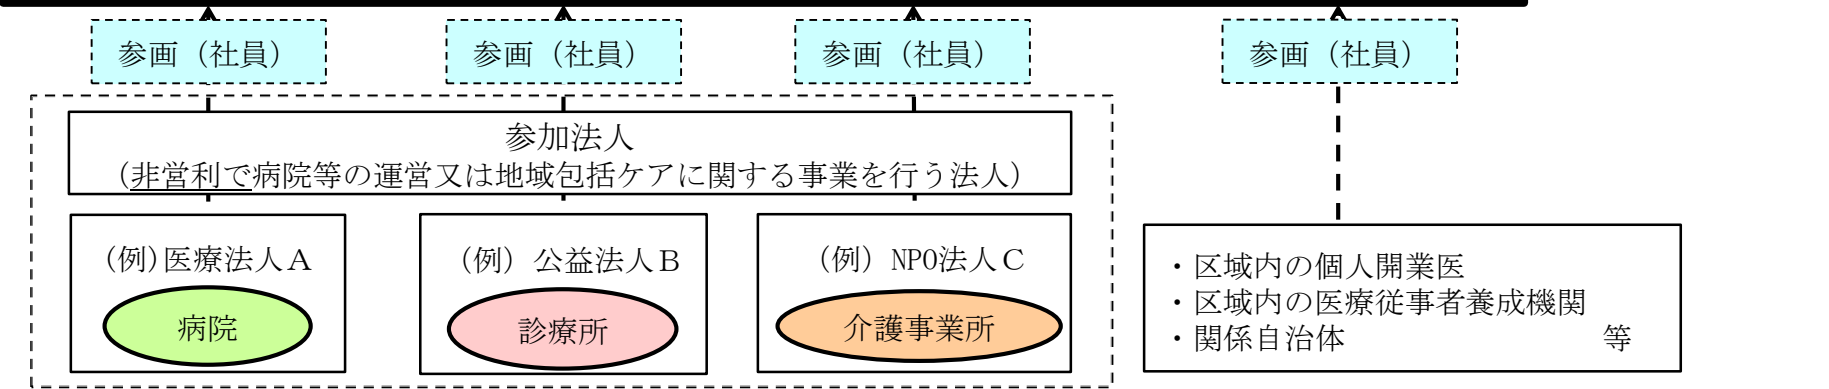 参画（社員）
参画（社員）
参画（社員）
参画（社員）
参加法人
（非営利で病院等の運営又は地域包括ケアに関する事業を行う法人）
（例）医療法人Ａ
病院
（例）公益法人Ｂ
診療所
（例）NPO法人Ｃ
介護事業所
・区域内の個人開業医
・区域内の医療従事者養成機関
・関係自治体　　　　　　　　　等